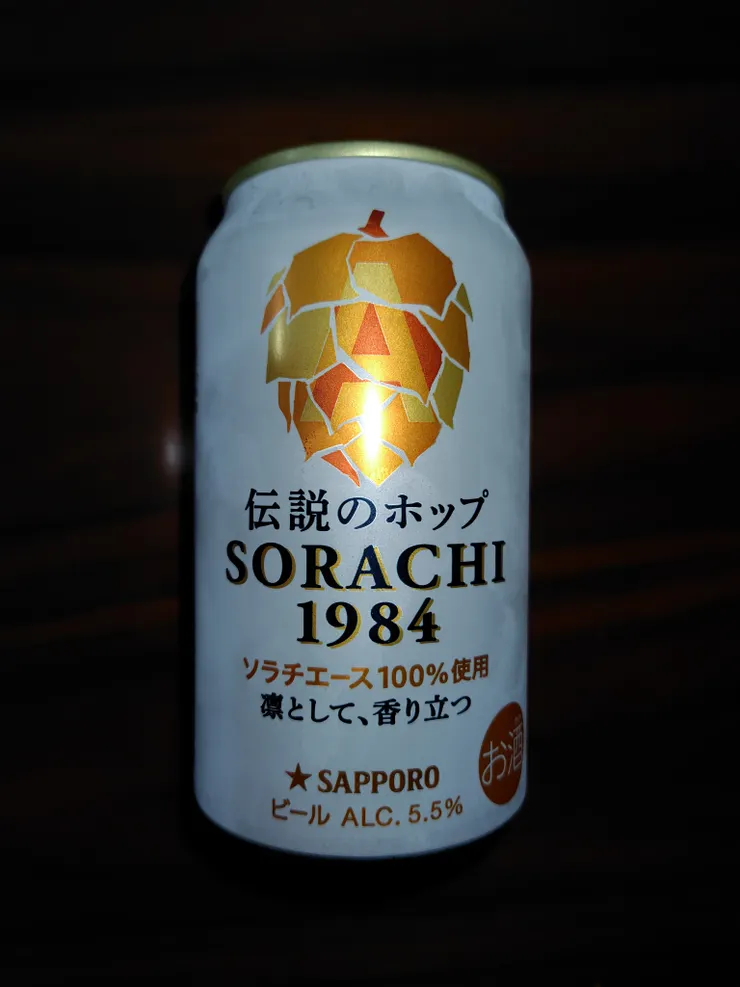 伝説のホップ
SORACHI
1984
ソラチエース100%使用
凛として、香り立つ
お酒
★SAPPORO
ビール ALC. 5.5%